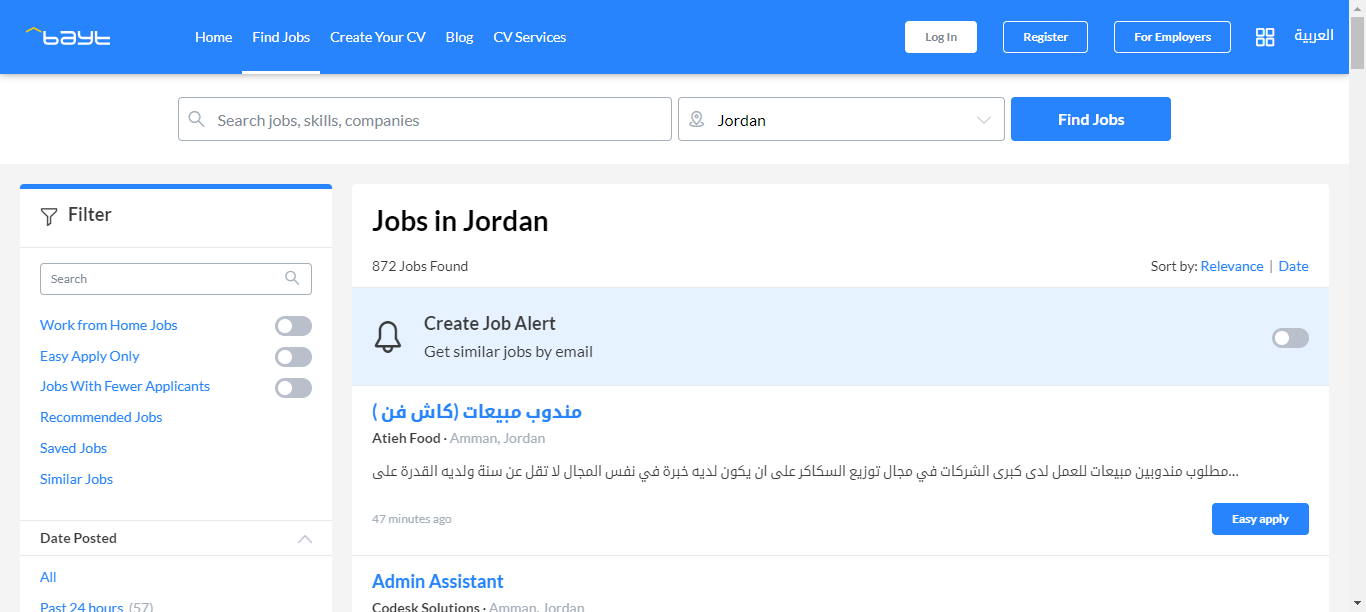 bayt
Home Find Jobs Create Your CV Blog CV Services Log In Register For Employers العربية
Search jobs, skills, companies Jordan Find Jobs
Filter
Search
Work from Home Jobs
Easy Apply Only
Jobs With Fewer Applicants
Recommended Jobs
Saved Jobs
Similar Jobs
Date Posted
All
Past 24 hours (57)
Jobs in Jordan
872 Jobs Found Sort by: Relevance | Date
Create Job Alert
Get similar jobs by email
مندوب مبيعات (كاش فن )
Atieh Food · Amman, Jordan
مطلوب مندوبين مبيعات للعمل لدى كبرى الشركات في مجال توزيع السكاكر على ان يكون لديه خبرة في نفس المجال لا تقل عن سنة ولديه القدرة على...
47 minutes ago Easy apply
Admin Assistant
Codesk Solutions · Amman, Jordan